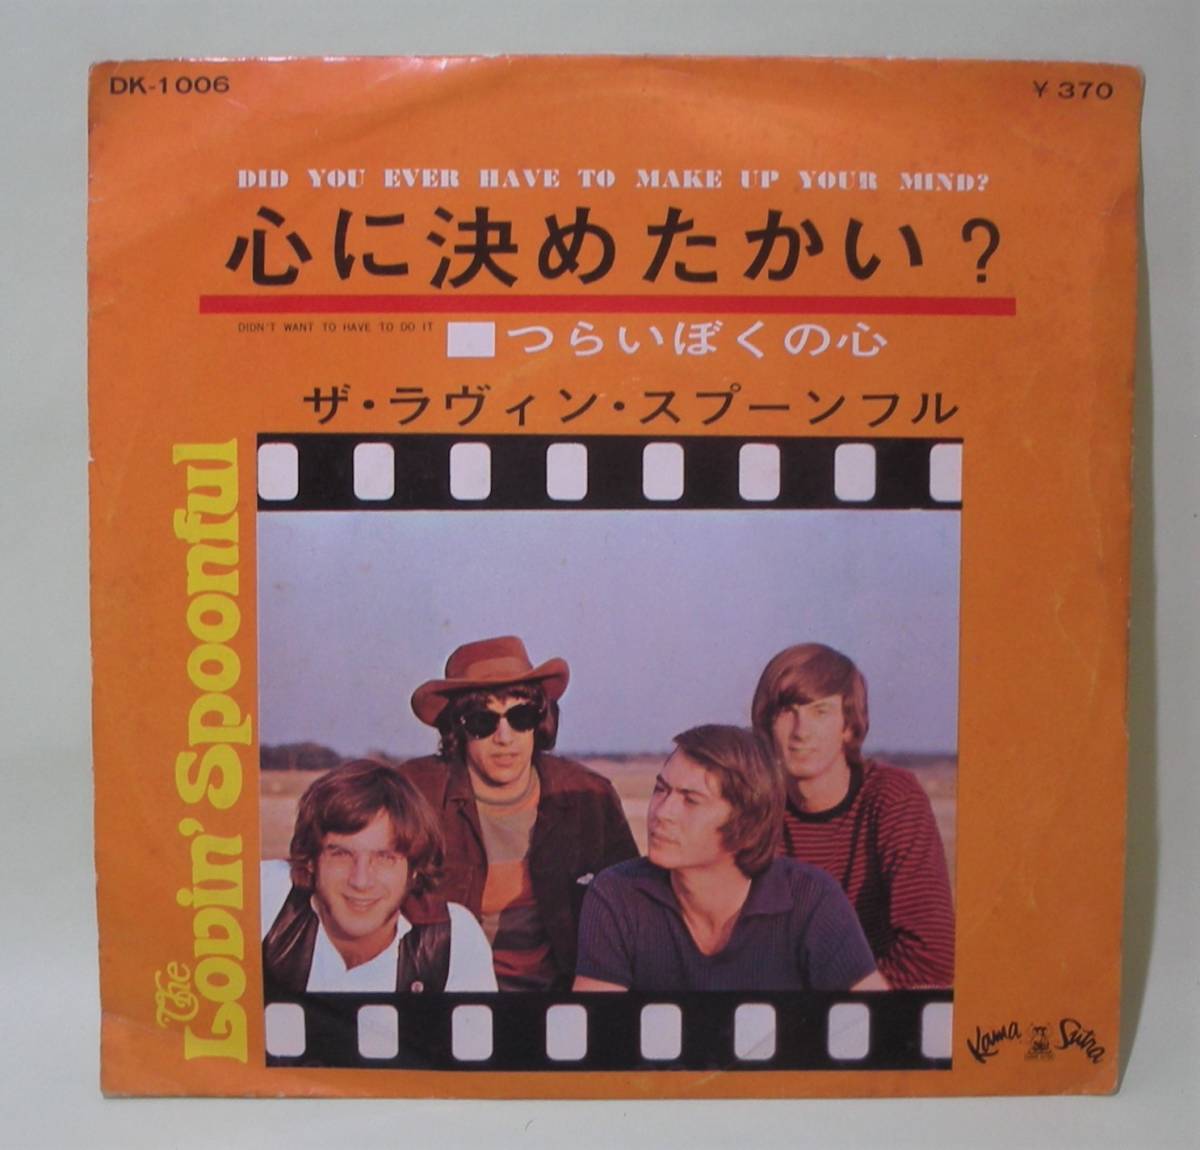 DK-1006
¥370
DID YOU EVER HAVE TO MAKE UP YOUR MIND?
心に決めたかい？
DIDN'T WANT TO HAVE TO DO IT
■つらいぼくの心
ザ・ラヴィン・スプーンフル
The Lovin' Spoonful
Kama Sutra